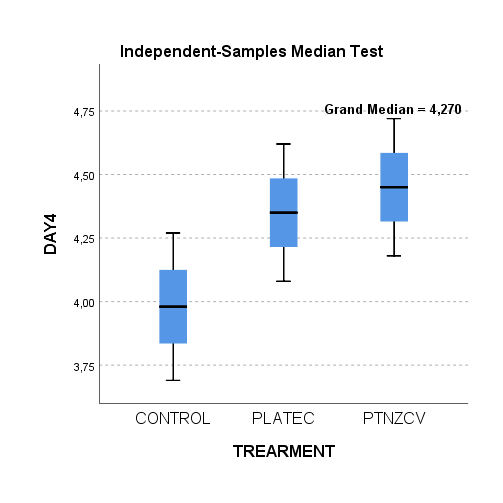 Independent-Samples Median Test
Grand Median = 4,270
4,75
4,50
4,25
4,00
3,75
DAY4
CONTROL PLATEC PTNZCV
TREARMENT